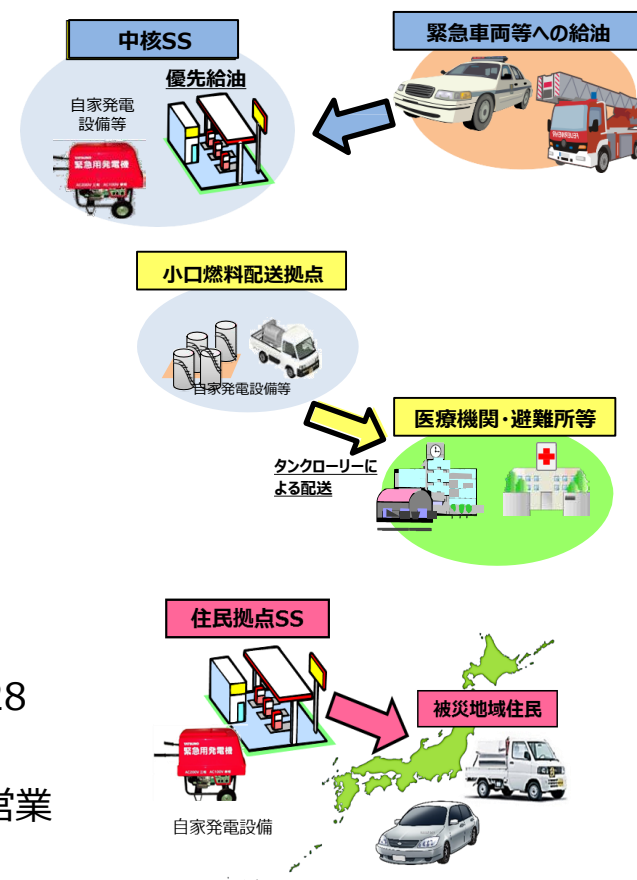 中核SS
緊急車両等への給油
優先給油
自家発電
設備等
緊急用発電機
小口燃料配送拠点
自家発電設備等
医療機関・避難所等
タンクローリーに
よる配送
住民拠点SS
28
被災地域住民
緊急用発電機
営業
自家発電設備